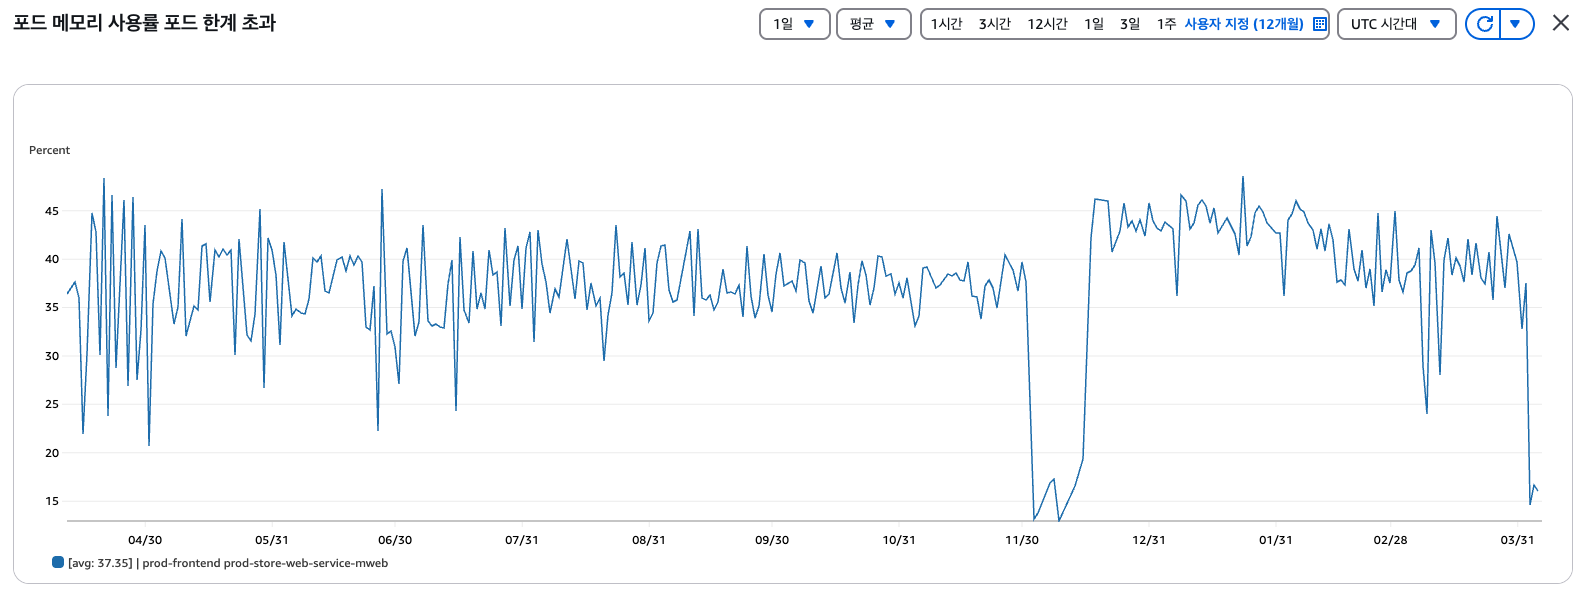 포드 메모리 사용률 포드 한계 초과
1일 평균 1시간 3시간 12시간 1일 3일 1주 사용자 지정 (12개월) UTC 시간대
Percent
45
40
35
30
25
20
15
04/30 05/31 06/30 07/31 08/31 09/30 10/31 11/30 12/31 01/31 02/28 03/31
[avg: 37.35] | prod-frontend prod-store-web-service-mweb